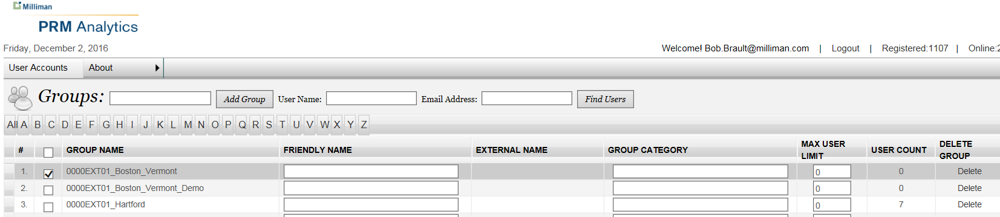 Milliman
PRM Analytics
Friday, December 2, 2016
Welcome! Bob.Brault@milliman.com | Logout | Registered:1107 | Online:2
User Accounts About
Groups: Add Group User Name: Email Address: Find Users
All A B C D E F G H I J K L M N O P Q R S T U V W X Y Z
# GROUP NAME FRIENDLY NAME EXTERNAL NAME GROUP CATEGORY MAX USER LIMIT USER COUNT DELETE GROUP
1. 0000EXT01_Boston_Vermont 0 0 Delete
2. 0000EXT01_Boston_Vermont_Demo 0 0 Delete
3. 0000EXT01_Hartford 0 7 Delete